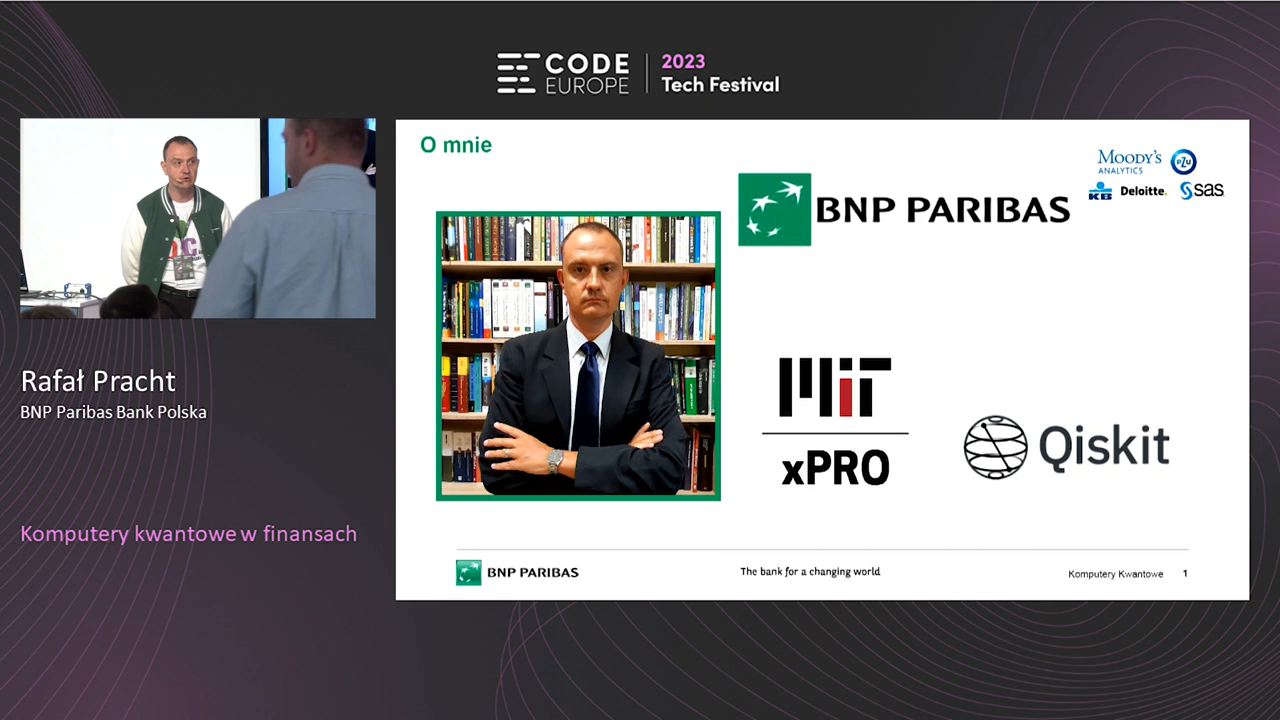 CODE
EUROPE
2023
Tech Festival
O mnie
MOODY'S
ANALYTICS
PZU
KB
Deloitte.
sas
BNP PARIBAS
MIT
xPRO
Qiskit
Rafał Pracht
BNP Paribas Bank Polska
Komputery kwantowe w finansach
BNP PARIBAS
The bank for a changing world
Komputery Kwantowe 1